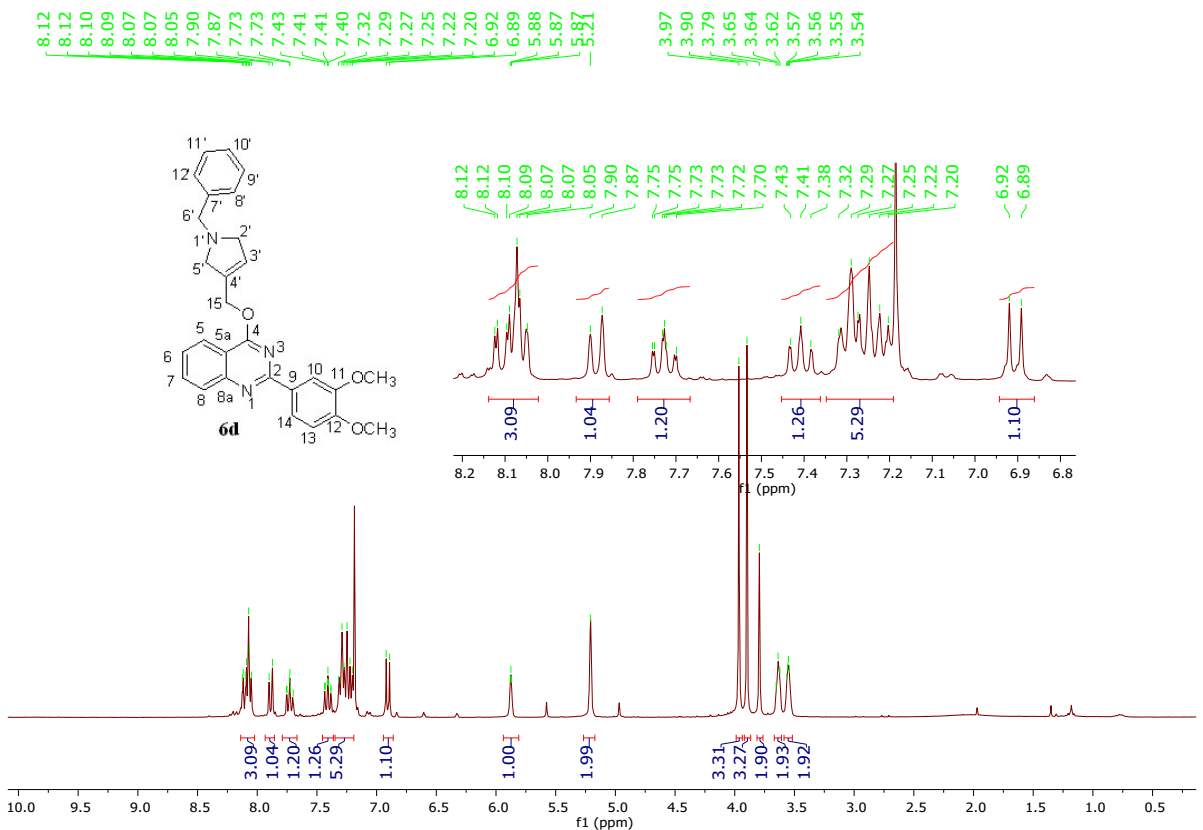 8.12 8.12 8.10 8.09 8.07 8.07 8.05 7.90 7.87 7.73 7.73 7.43 7.41 7.41 7.40 7.32 7.29 7.27 7.25 7.22 7.20 6.92 6.89 5.88 5.87 5.87 5.21 3.97 3.90 3.79 3.65 3.64 3.62 3.57 3.56 3.55 3.54
11' 10'
12' 9'
7' 8'
6'
N 1' 2'
5' 3'
4'
15
O
5 4
5a N 3
6 2 9 10 11 OCH3
7
8 8a N 1 14 12 OCH3
13
6d
8.12 8.12 8.10 8.09 8.07 8.07 8.05 7.90 7.87 7.75 7.75 7.73 7.73 7.72 7.70 7.43 7.41 7.38 7.32 7.29 7.27 7.25 7.22 7.20 6.92 6.89
3.09 1.04 1.20 1.26 5.29 1.10
8.2 8.1 8.0 7.9 7.8 7.7 7.6 7.5 7.4 7.3 7.2 7.1 7.0 6.9 6.8
f1 (ppm)
3.09 1.04 1.20 1.26 5.29 1.10 1.00 1.99 3.31 3.27 1.90 1.93 1.92
10.0 9.5 9.0 8.5 8.0 7.5 7.0 6.5 6.0 5.5 5.0 4.5 4.0 3.5 3.0 2.5 2.0 1.5 1.0 0.5
f1 (ppm)